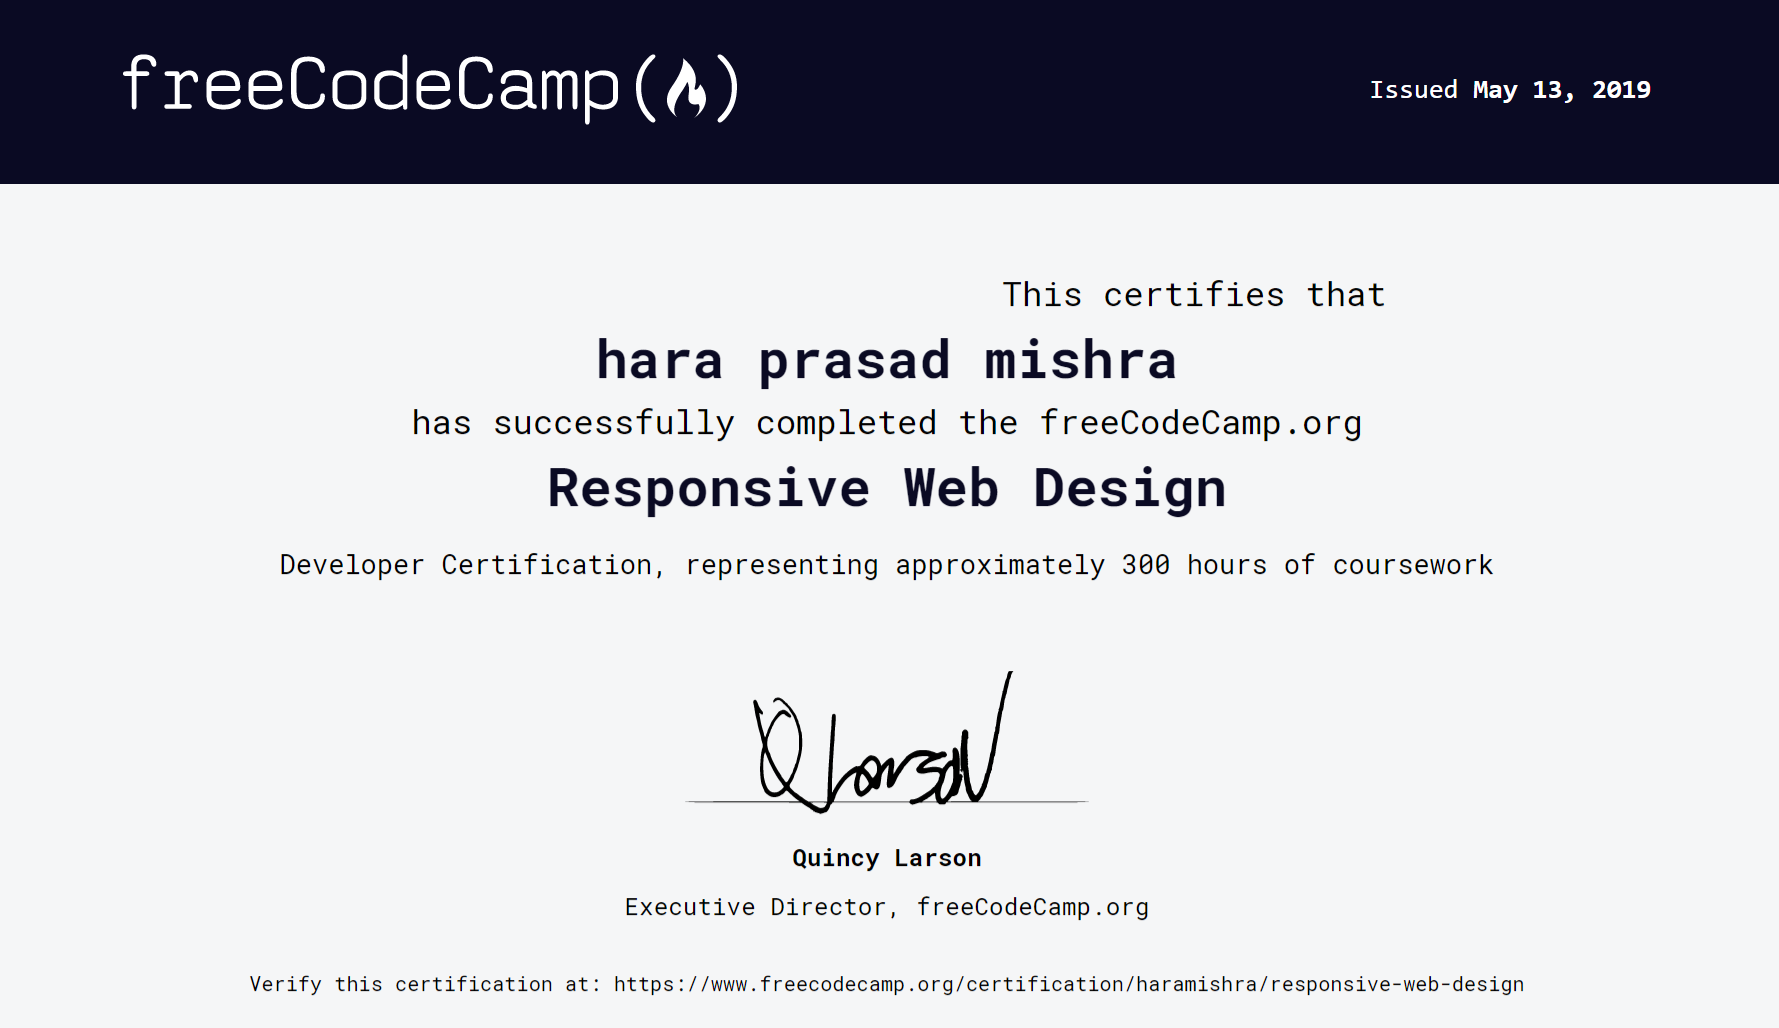 freeCodeCamp(🔥)
Issued May 13, 2019
This certifies that
hara prasad mishra
has successfully completed the freeCodeCamp.org
Responsive Web Design
Developer Certification, representing approximately 300 hours of coursework
Q Larson
Quincy Larson
Executive Director, freeCodeCamp.org
Verify this certification at: https://www.freecodecamp.org/certification/haramishra/responsive-web-design